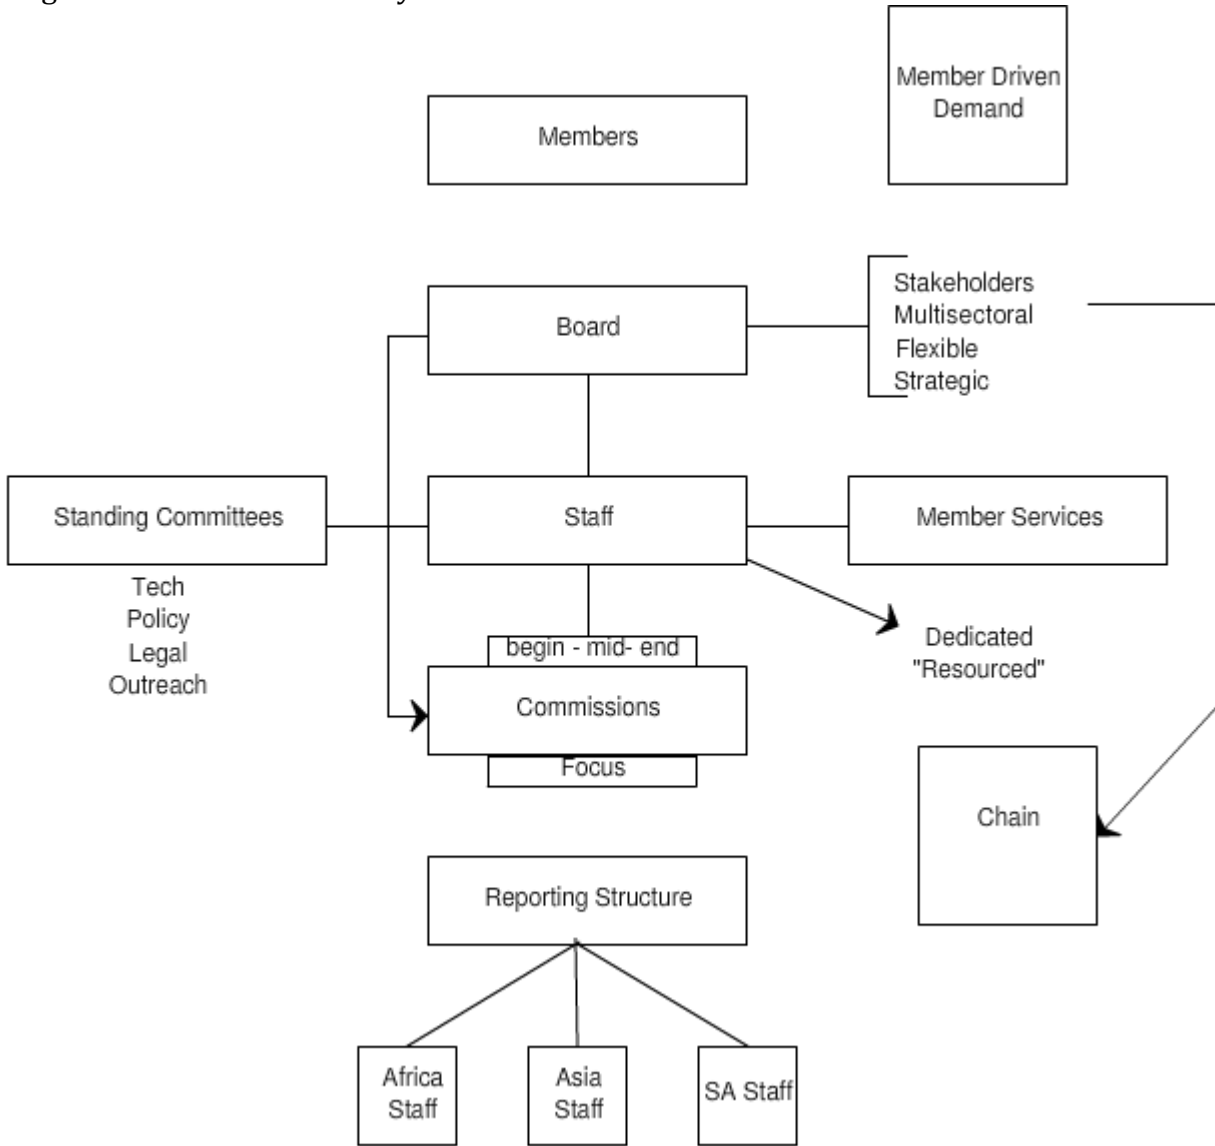 Member Driven
Demand
Members
Stakeholders
Multisectoral
Flexible
Strategic
Board
Standing Committees
Staff
Member Services
Tech
Policy
Legal
Outreach
Dedicated
"Resourced"
begin - mid- end
Commissions
Focus
Chain
Reporting Structure
Africa
Staff
Asia
Staff
SA Staff